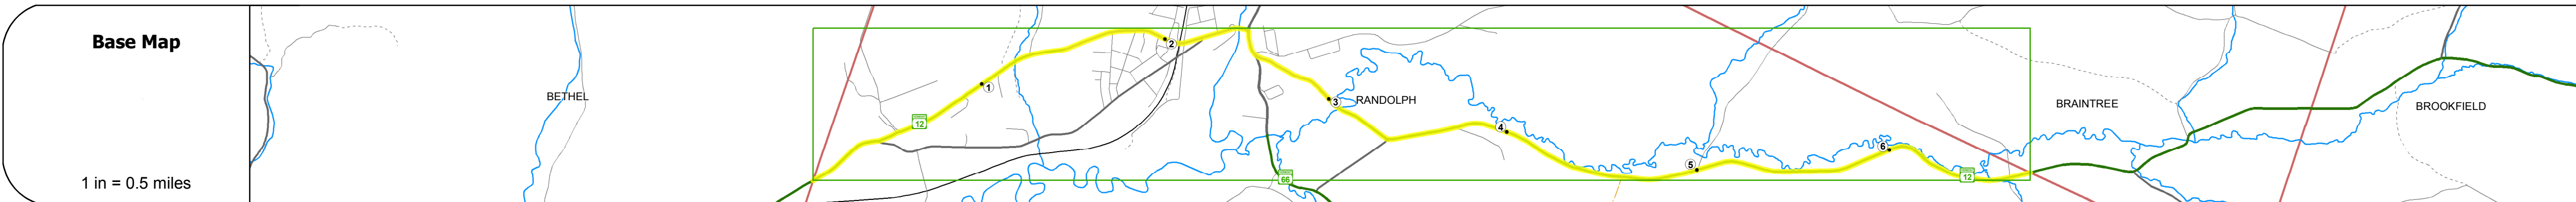 Base Map
1 in = 0.5 miles
BETHEL
12
1
2
3
RANDOLPH
66
4
5
6
12
BRAINTREE
BROOKFIELD